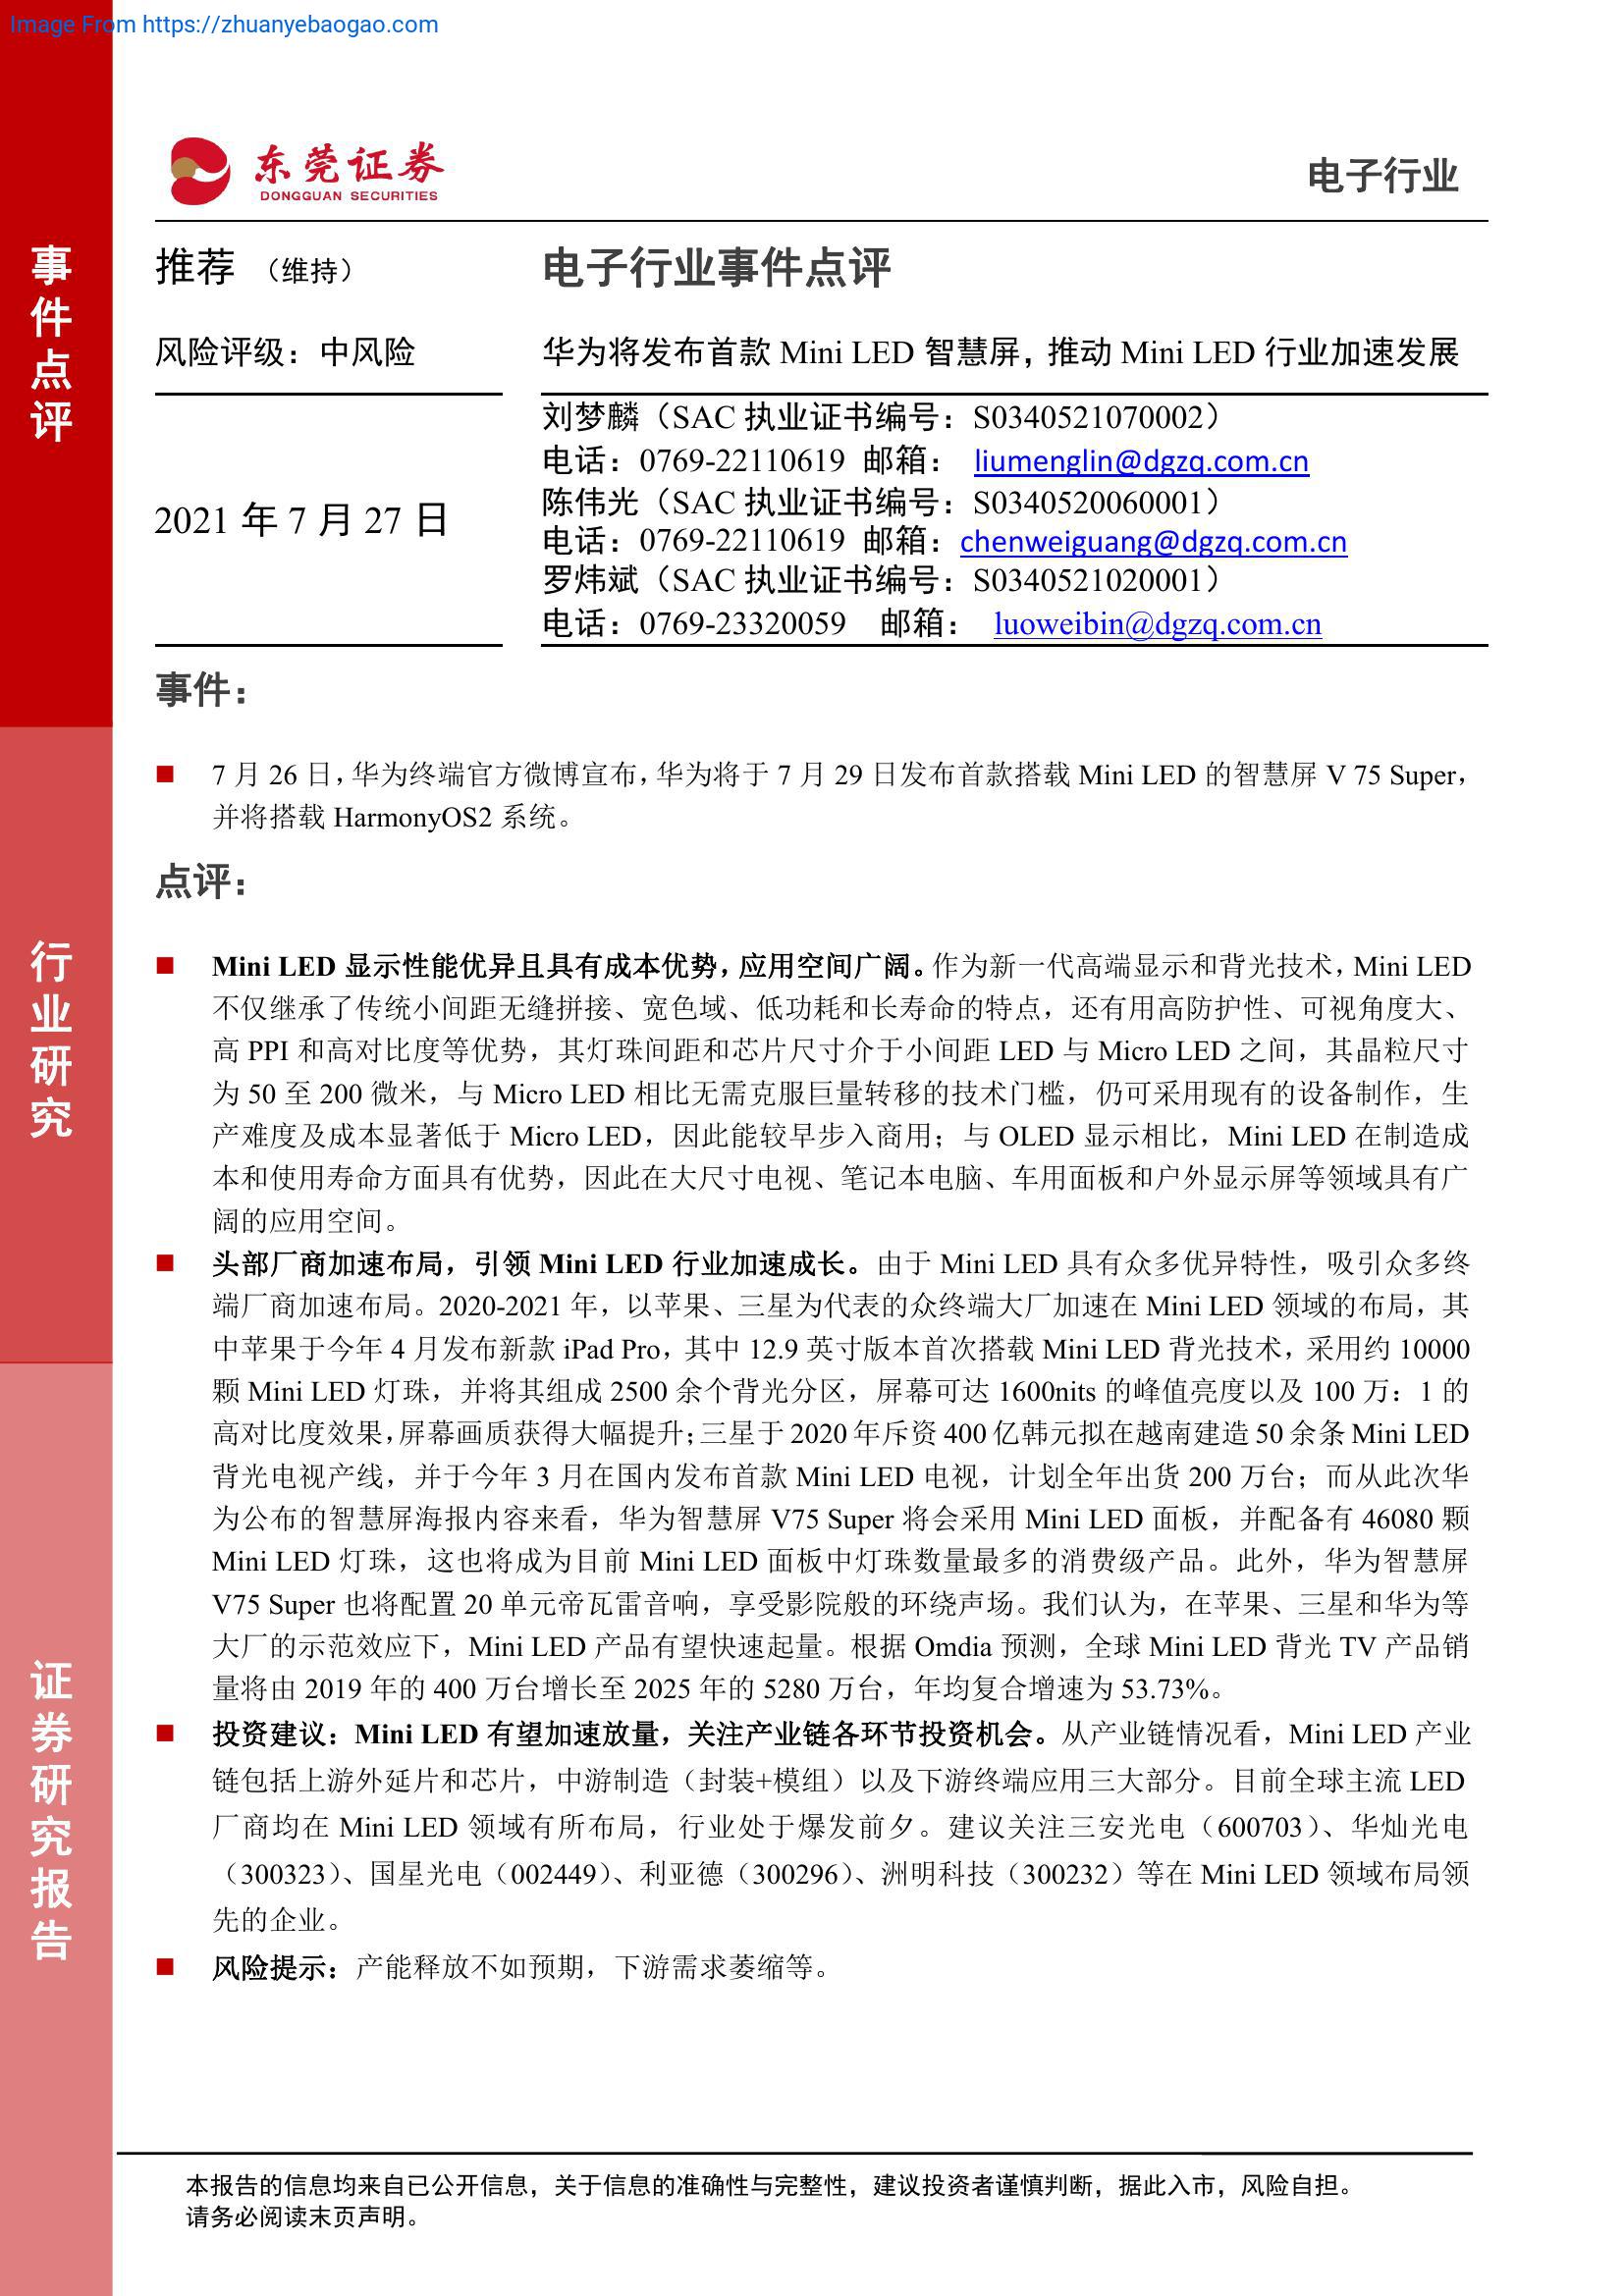 Image From https://zhuanyebaogao.com
东莞证券
DONGGUAN SECURITIES
电子行业
事件点评
行业研究
证券研究报告
推荐 （维持）
电子行业事件点评
风险评级：中风险
华为将发布首款 Mini LED 智慧屏，推动 Mini LED 行业加速发展
2021 年 7 月 27 日
刘梦麟（SAC 执业证书编号：S0340521070002）
电话：0769-22110619 邮箱： liumenglin@dgzq.com.cn
陈伟光（SAC 执业证书编号：S0340520060001）
电话：0769-22110619 邮箱：chenweiguang@dgzq.com.cn
罗炜斌（SAC 执业证书编号：S0340521020001）
电话：0769-23320059 邮箱： luoweibin@dgzq.com.cn
事件：
■ 7 月 26 日，华为终端官方微博宣布，华为将于 7 月 29 日发布首款搭载 Mini LED 的智慧屏 V 75 Super，
并将搭载 HarmonyOS2 系统。
点评：
■ Mini LED 显示性能优异且具有成本优势，应用空间广阔。作为新一代高端显示和背光技术，Mini LED
不仅继承了传统小间距无缝拼接、宽色域、低功耗和长寿命的特点，还有用高防护性、可视角度大、
高 PPI 和高对比度等优势，其灯珠间距和芯片尺寸介于小间距 LED 与 Micro LED 之间，其晶粒尺寸
为 50 至 200 微米，与 Micro LED 相比无需克服巨量转移的技术门槛，仍可采用现有的设备制作，生
产难度及成本显著低于 Micro LED，因此能较早步入商用；与 OLED 显示相比，Mini LED 在制造成
本和使用寿命方面具有优势，因此在大尺寸电视、笔记本电脑、车用面板和户外显示屏等领域具有广
阔的应用空间。
■ 头部厂商加速布局，引领 Mini LED 行业加速成长。由于 Mini LED 具有众多优异特性，吸引众多终
端厂商加速布局。2020-2021 年，以苹果、三星为代表的众终端大厂加速在 Mini LED 领域的布局，其
中苹果于今年 4 月发布新款 iPad Pro，其中 12.9 英寸版本首次搭载 Mini LED 背光技术，采用约 10000
颗 Mini LED 灯珠，并将其组成 2500 余个背光分区，屏幕可达 1600nits 的峰值亮度以及 100 万：1 的
高对比度效果，屏幕画质获得大幅提升；三星于 2020 年斥资 400 亿韩元拟在越南建造 50 余条 Mini LED
背光电视产线，并于今年 3 月在国内发布首款 Mini LED 电视，计划全年出货 200 万台；而从此次华
为公布的智慧屏海报内容来看，华为智慧屏 V75 Super 将会采用 Mini LED 面板，并配备有 46080 颗
Mini LED 灯珠，这也将成为目前 Mini LED 面板中灯珠数量最多的消费级产品。此外，华为智慧屏
V75 Super 也将配置 20 单元帝瓦雷音响，享受影院般的环绕声场。我们认为，在苹果、三星和华为等
大厂的示范效应下，Mini LED 产品有望快速起量。根据 Omdia 预测，全球 Mini LED 背光 TV 产品销
量将由 2019 年的 400 万台增长至 2025 年的 5280 万台，年均复合增速为 53.73%。
■ 投资建议：Mini LED 有望加速放量，关注产业链各环节投资机会。从产业链情况看，Mini LED 产业
链包括上游外延片和芯片，中游制造（封装+模组）以及下游终端应用三大部分。目前全球主流 LED
厂商均在 Mini LED 领域有所布局，行业处于爆发前夕。建议关注三安光电（600703）、华灿光电
（300323）、国星光电（002449）、利亚德（300296）、洲明科技（300232）等在 Mini LED 领域布局领
先的企业。
■ 风险提示：产能释放不如预期，下游需求萎缩等。
本报告的信息均来自已公开信息，关于信息的准确性与完整性，建议投资者谨慎判断，据此入市，风险自担。
请务必阅读末页声明。